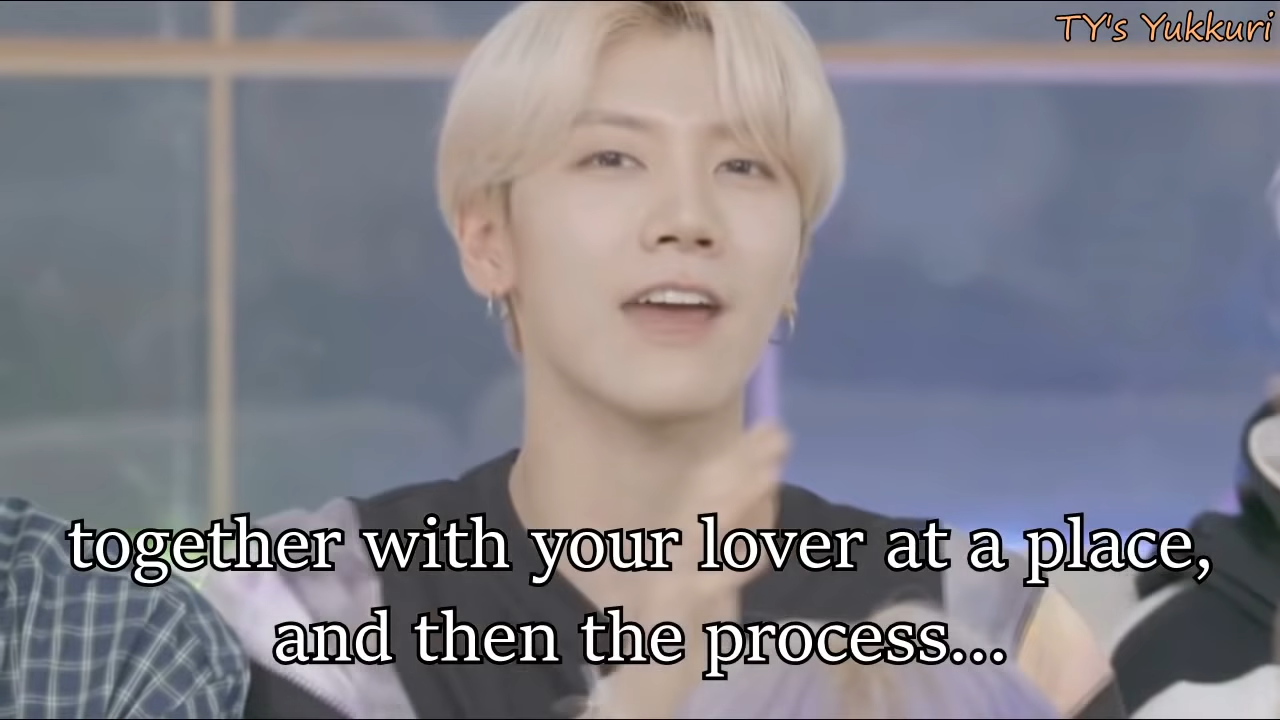 TY's Yukkuri
together with your lover at a place,
and then the process...